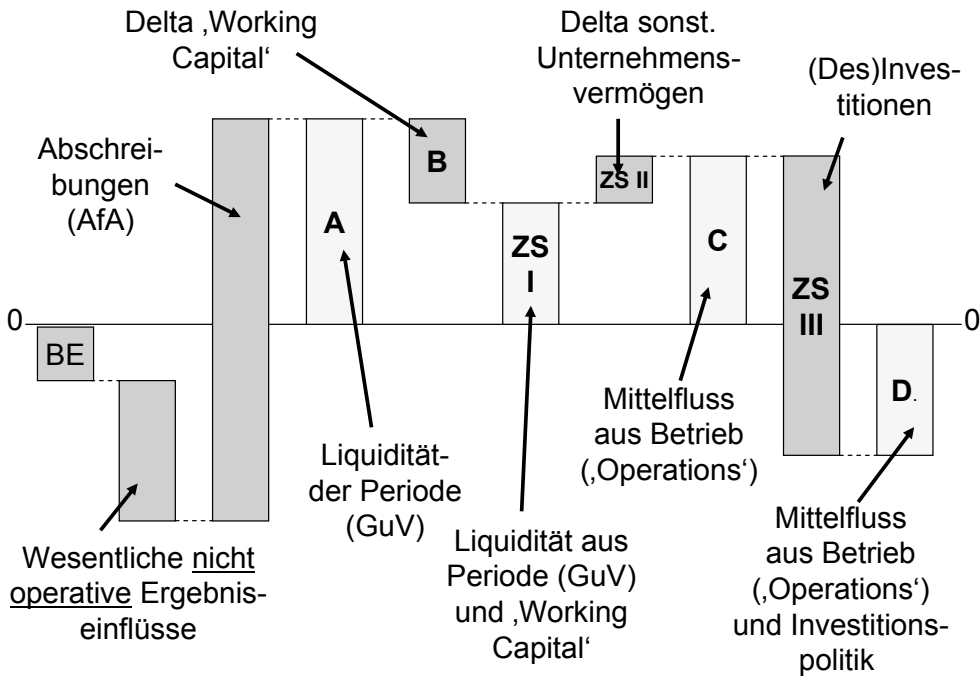 Delta ‚Working
Capital‘
Delta sonst.
Unternehmens-
vermögen
(Des)Inves-
titionen
Abschrei-
bungen
(AfA)
B
ZS II
A
ZS
I
C
ZS
III
0
0
BE
D.
Liquidität-
der Periode
(GuV)
Mittelfluss
aus Betrieb
(‚Operations‘)
Wesentliche nicht
operative Ergebnis-
einflüsse
Liquidität aus
Periode (GuV)
und ‚Working
Capital‘
Mittelfluss
aus Betrieb
(‚Operations‘)
und Investitions-
politik